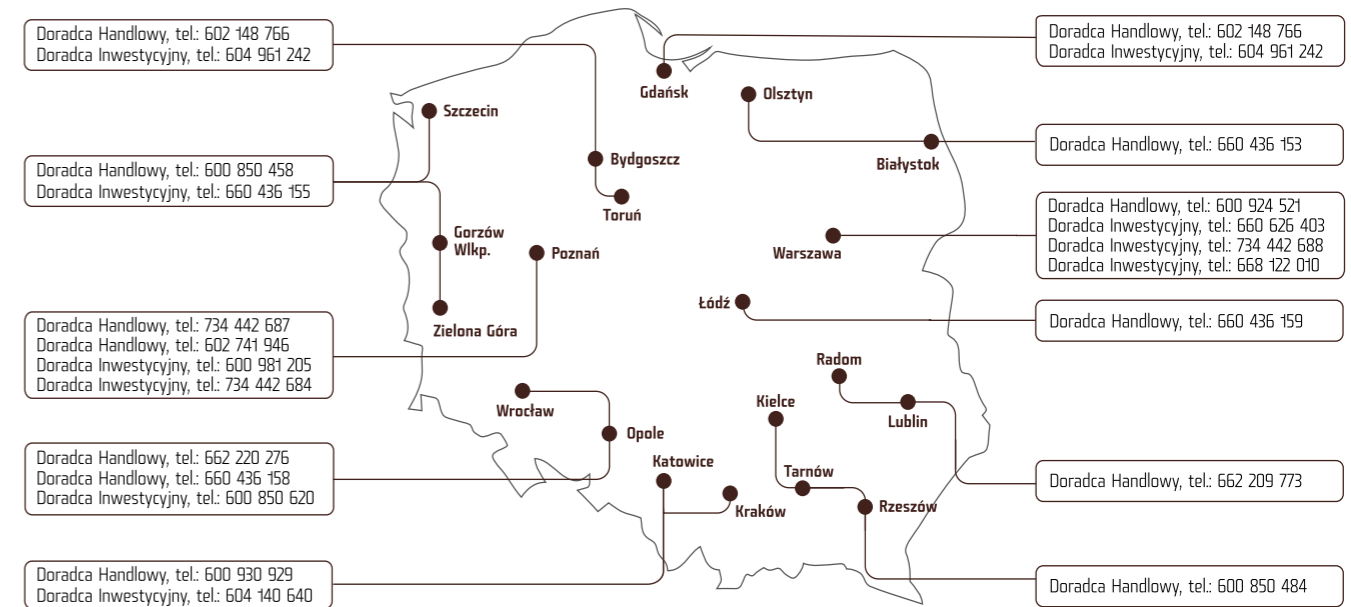 Doradca Handlowy, tel.: 602 148 766
Doradca Inwestycyjny, tel.: 604 961 242
Doradca Handlowy, tel.: 600 850 458
Doradca Inwestycyjny, tel.: 660 436 155
Doradca Handlowy, tel.: 734 442 687
Doradca Handlowy, tel.: 602 741 946
Doradca Inwestycyjny, tel.: 600 981 205
Doradca Inwestycyjny, tel.: 734 442 684
Doradca Handlowy, tel.: 662 220 276
Doradca Handlowy, tel.: 660 436 158
Doradca Inwestycyjny, tel.: 600 850 620
Doradca Handlowy, tel.: 600 930 929
Doradca Inwestycyjny, tel.: 604 140 640
Gdańsk
Olsztyn
Szczecin
Bydgoszcz
Białystok
Toruń
Gorzów
Wlkp.
Poznań
Warszawa
Łódź
Zielona Góra
Radom
Wrocław
Kielce
Lublin
Opole
Katowice
Tarnów
Kraków
Rzeszów
Doradca Handlowy, tel.: 602 148 766
Doradca Inwestycyjny, tel.: 604 961 242
Doradca Handlowy, tel.: 660 436 153
Doradca Handlowy, tel.: 600 924 521
Doradca Inwestycyjny, tel.: 660 626 403
Doradca Inwestycyjny, tel.: 734 442 688
Doradca Inwestycyjny, tel.: 668 122 010
Doradca Handlowy, tel.: 660 436 159
Doradca Handlowy, tel.: 662 209 773
Doradca Handlowy, tel.: 600 850 484